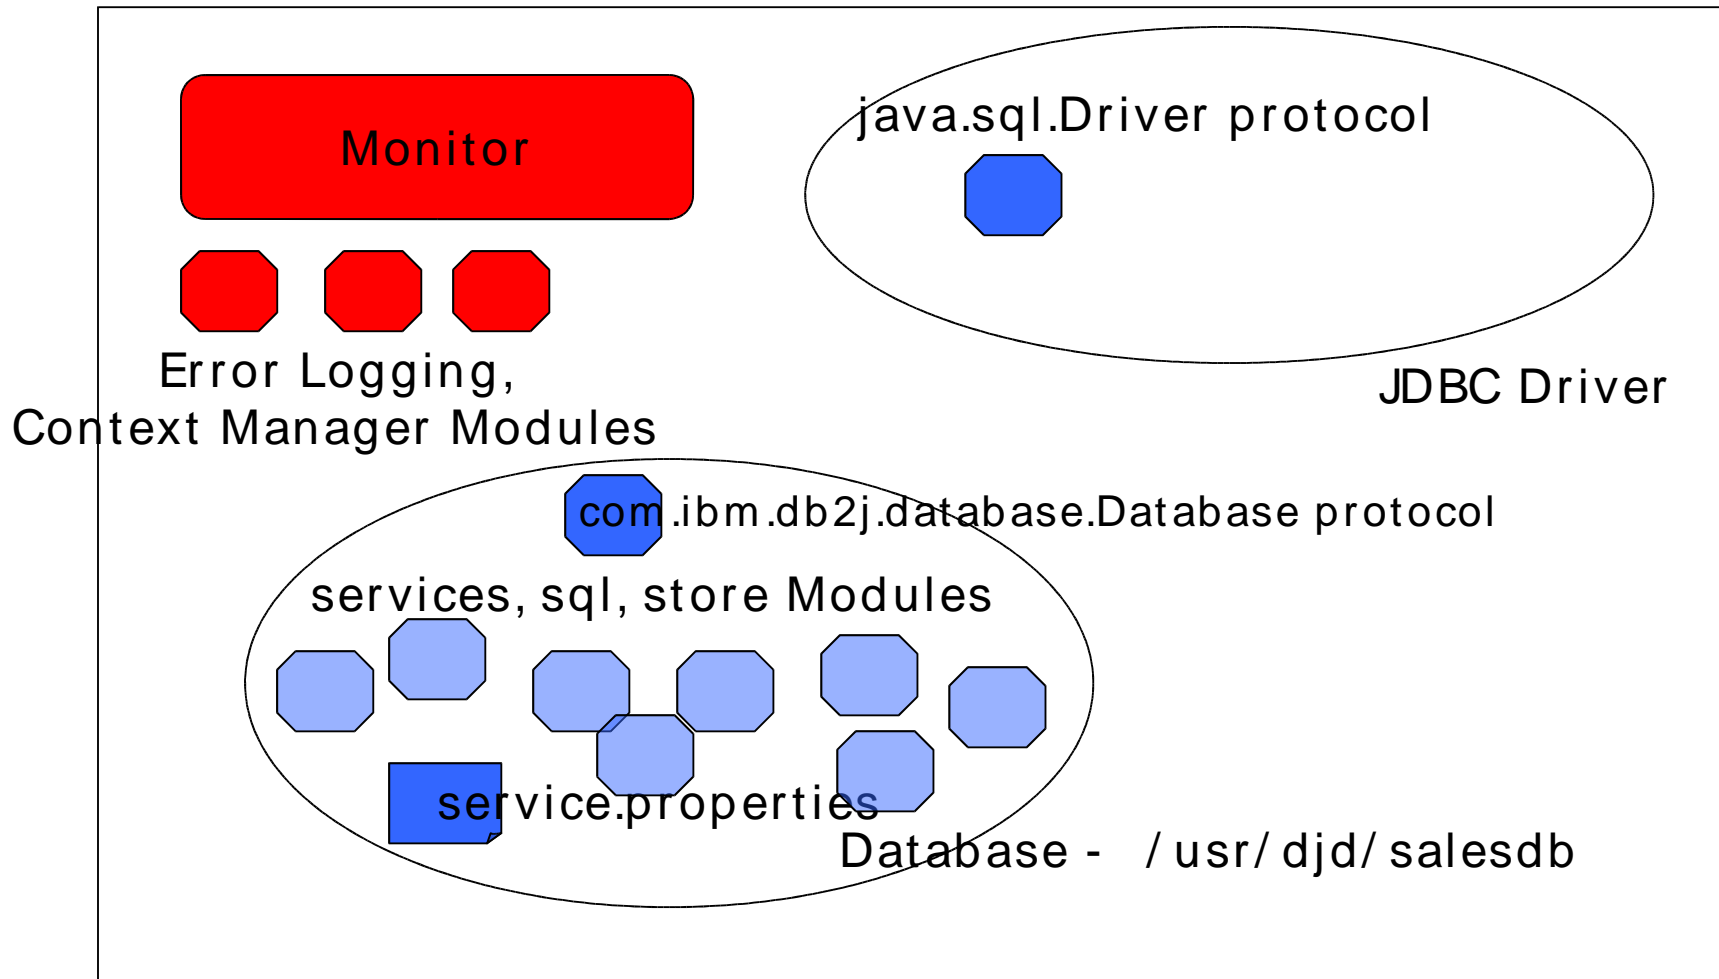 Monitor
java.sql.Driver protocol
Error Logging,
Context Manager Modules
JDBC Driver
com.ibm.db2j.database.Database protocol
services, sql, store Modules
service.properties
Database - /usr/djd/salesdb